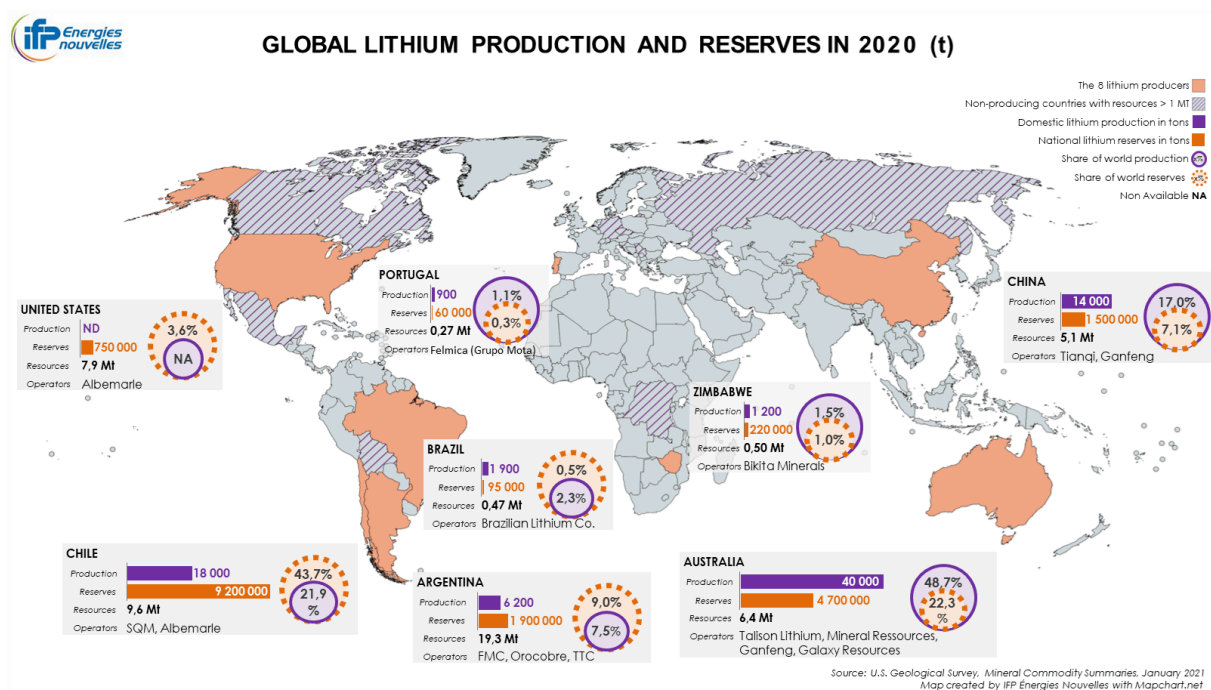 ifp Energies
nouvelles
GLOBAL LITHIUM PRODUCTION AND RESERVES IN 2020 (t)
The 8 lithium producers
Non-producing countries with resources > 1 MT
Domestic lithium production in tons
National lithium reserves in tons
Share of world production
Share of world reserves
Non Available NA
UNITED STATES
Production ND
Reserves 750 000
Resources 7,9 Mt
Operators Albemarle
3,6%
NA
PORTUGAL
Production 900
Reserves 60 000
Resources 0,27 Mt
Operators Felmica (Grupo Mota)
1,1%
0,3%
CHINA
Production 14 000
Reserves 1 500 000
Resources 5,1 Mt
Operators Tianqi, Ganfeng
17,0%
7,1%
ZIMBABWE
Production 1 200
Reserves 220 000
Resources 0,50 Mt
Operators Bikita Minerals
1,5%
1,0%
BRAZIL
Production 1 900
Reserves 95 000
Resources 0,47 Mt
Operators Brazilian Lithium Co.
0,5%
2,3%
CHILE
Production 18 000
Reserves 9 200 000
Resources 9,6 Mt
Operators SQM, Albemarle
43,7%
21,9
%
ARGENTINA
Production 6 200
Reserves 1 900 000
Resources 19,3 Mt
Operators FMC, Orocobre, TTC
9,0%
7,5%
AUSTRALIA
Production 40 000
Reserves 4 700 000
Resources 6,4 Mt
Operators Talison Lithium, Mineral Ressources,
Ganfeng, Galaxy Resources
48,7%
22,3
%
Source: U.S. Geological Survey, Mineral Commodity Summaries, January 2021
Map created by IFP Énergies Nouvelles with Mapchart.net